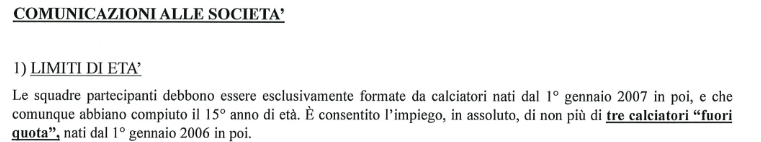 COMUNICAZIONI ALLE SOCIETA'
1) LIMITI DI ETA'
Le squadre partecipanti debbono essere esclusivamente formate da calciatori nati dal 1° gennaio 2007 in poi, e che
comunque abbiano compiuto il 15° anno di età. È consentito l'impiego, in assoluto, di non più di tre calciatori “fuori
quota”, nati dal 1° gennaio 2006 in poi.